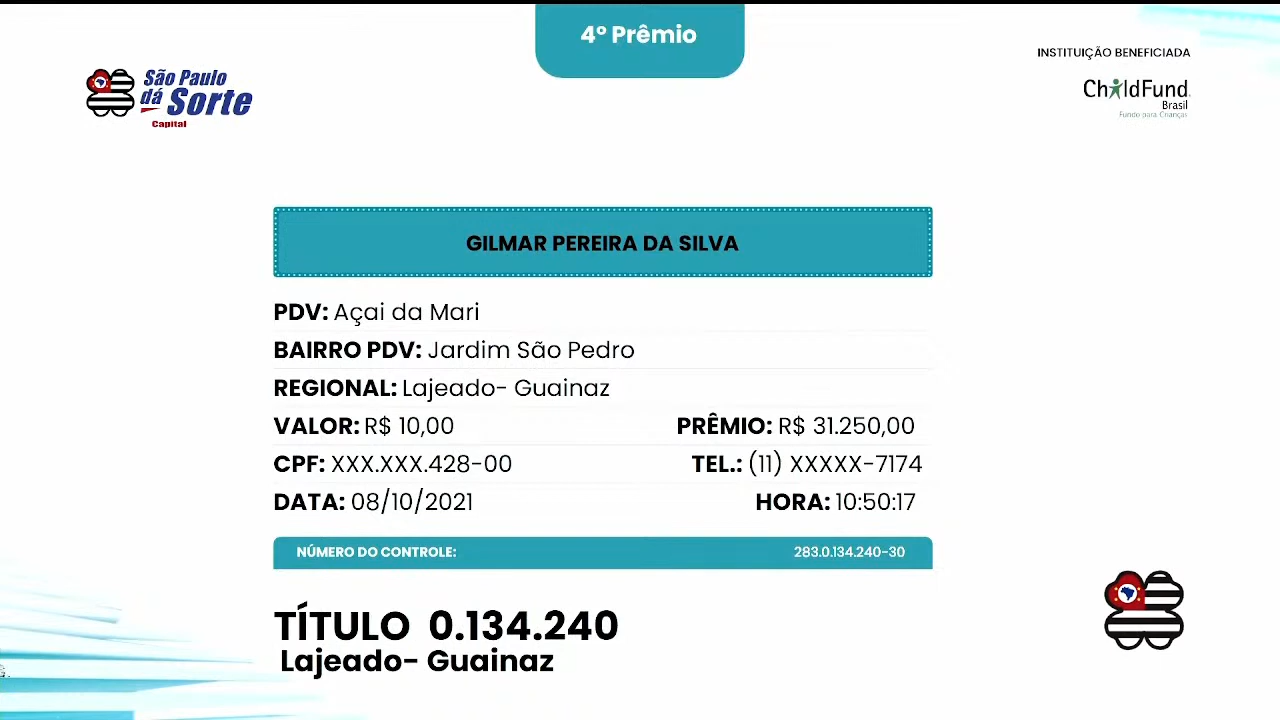 4º Prêmio
INSTITUIÇÃO BENEFICIADA
São Paulo
dá Sorte
Capital
ChildFund
Brasil
Fundo para Crianças
GILMAR PEREIRA DA SILVA
PDV: Açai da Mari
BAIRRO PDV: Jardim São Pedro
REGIONAL: Lajeado- Guainaz
VALOR: R$ 10,00 PRÊMIO: R$ 31.250,00
CPF: XXX.XXX.428-00 TEL.: (11) XXXXX-7174
DATA: 08/10/2021 HORA: 10:50:17
NÚMERO DO CONTROLE: 283.0.134.240-30
TÍTULO 0.134.240
Lajeado- Guainaz